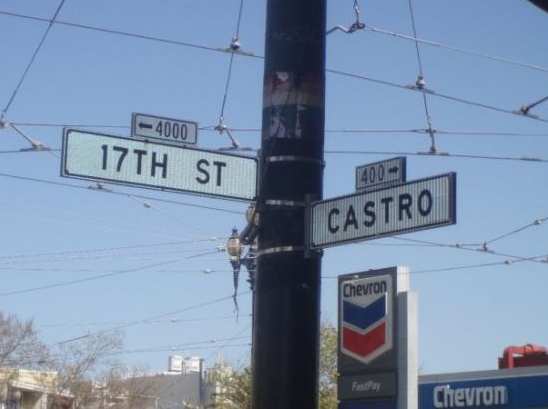 ← 4000
17TH ST
400 →
CASTRO
Chevron
FastPay
Chevron